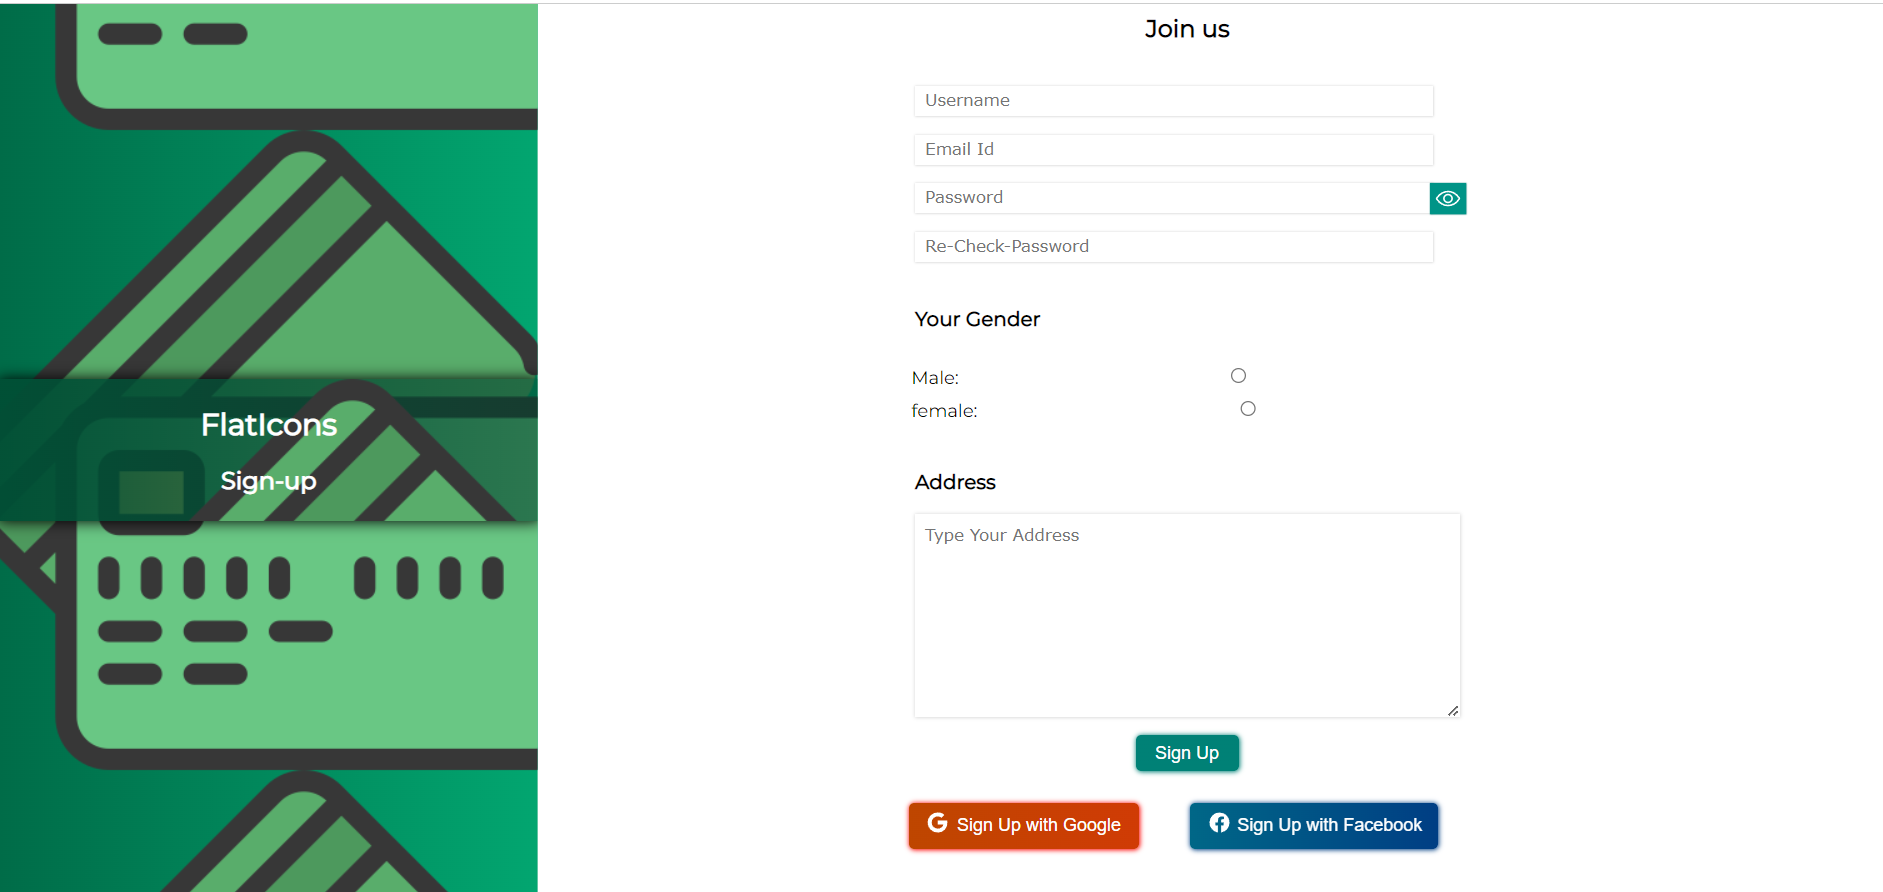 FlatIcons
Sign-up
Join us
Username
Email Id
Password
Re-Check-Password
Your Gender
Male:
female:
Address
Type Your Address
Sign Up
Sign Up with Google
Sign Up with Facebook